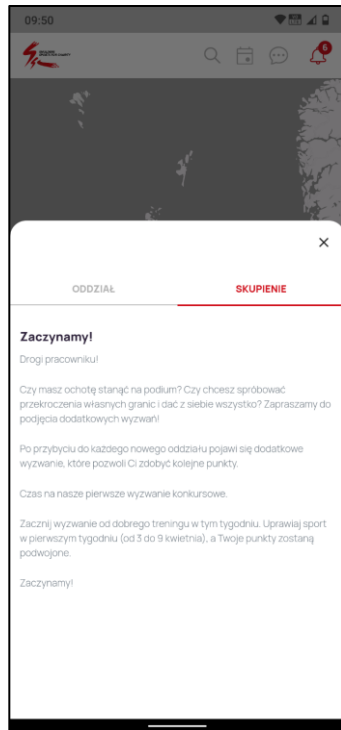 09:50
6
ODDZIAŁ
SKUPIENIE
Zaczynamy!
Drogi pracowniku!
Czy masz ochotę stanąć na podium? Czy chcesz spróbować
przekroczenia własnych granic i dać z siebie wszystko? Zapraszamy do
podjęcia dodatkowych wyzwań!
Po przybyciu do każdego nowego oddziału pojawi się dodatkowe
wyzwanie, które pozwoli Ci zdobyć kolejne punkty.
Czas na nasze pierwsze wyzwanie konkursowe.
Zacznij wyzwanie od dobrego treningu w tym tygodniu. Uprawiaj sport
w pierwszym tygodniu (od 3 do 9 kwietnia), a Twoje punkty zostaną
podwojone.
Zaczynamy!